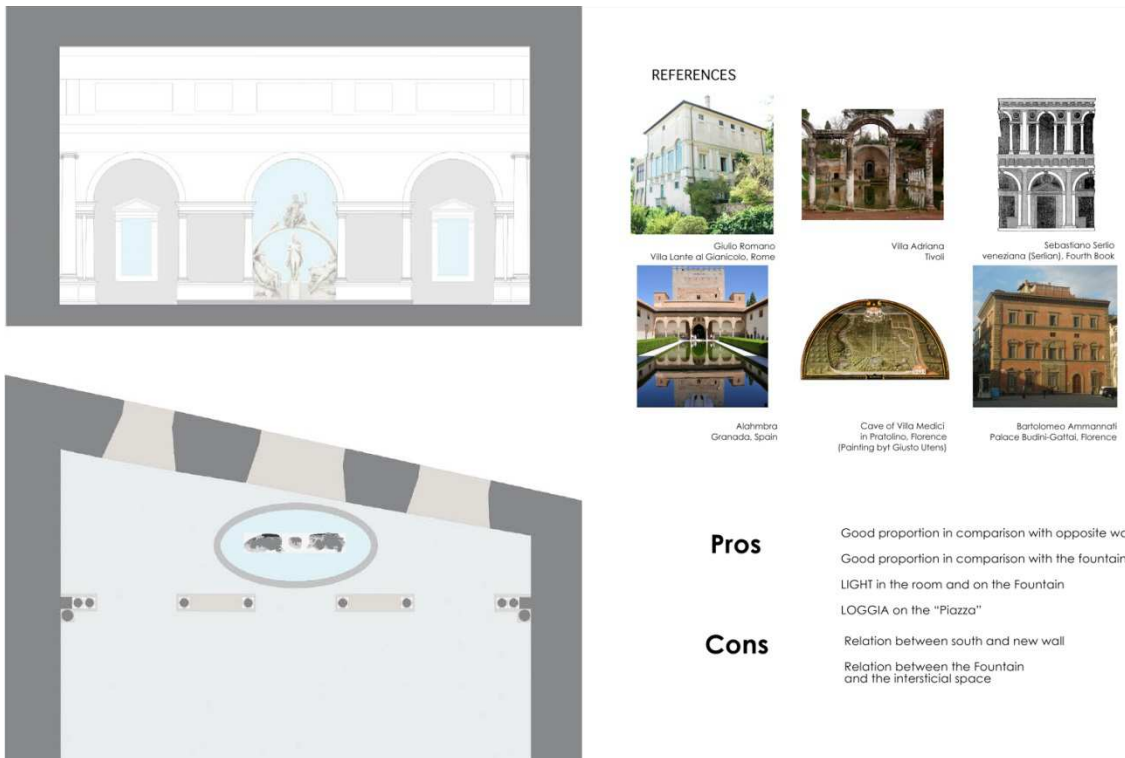 REFERENCES
Giulio Romano
Villa Lante al Gianicolo, Rome
Villa Adriana
Tivoli
Sebastiano Serlio
veneziana (Serlian), Fourth Book
Alahmbra
Granada, Spain
Cave of Villa Medici
in Pratolino, Florence
(Painting byt Giusto Utens)
Bartolomeo Ammannati
Palace Budini-Gattai, Florence
Pros
Good proportion in comparison with opposite
Good proportion in comparison with the fountain
LIGHT in the room and on the Fountain
LOGGIA on the “Piazza”
Cons
Relation between south and new wall
Relation between the Fountain
and the intersticial space